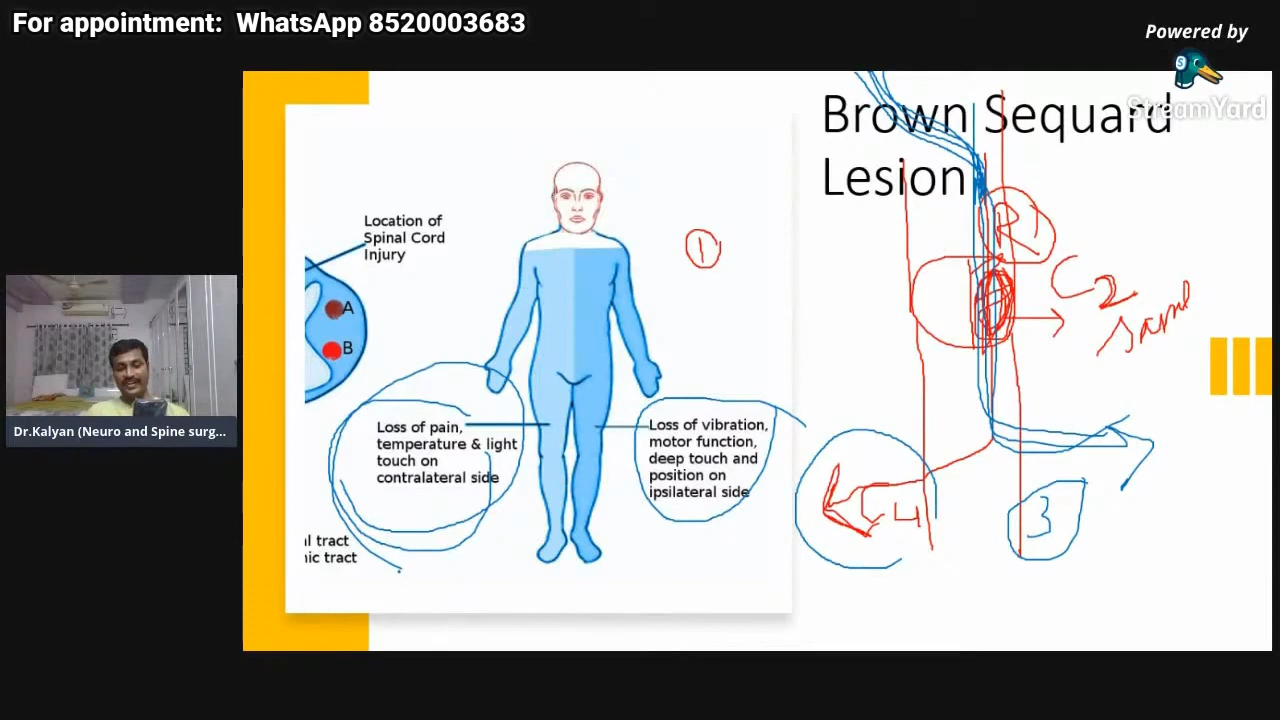 For appointment: WhatsApp 8520003683
Powered by
StreamYard
Brown Sequard
Lesion
Location of
Spinal Cord
Injury
A
B
1
R
C2
Loss of pain,
temperature & light
touch on
contralateral side
Loss of vibration,
motor function,
deep touch and
position on
ipsilateral side
Dr.Kalyan (Neuro and Spine surg...
4
3
l tract
nic tract